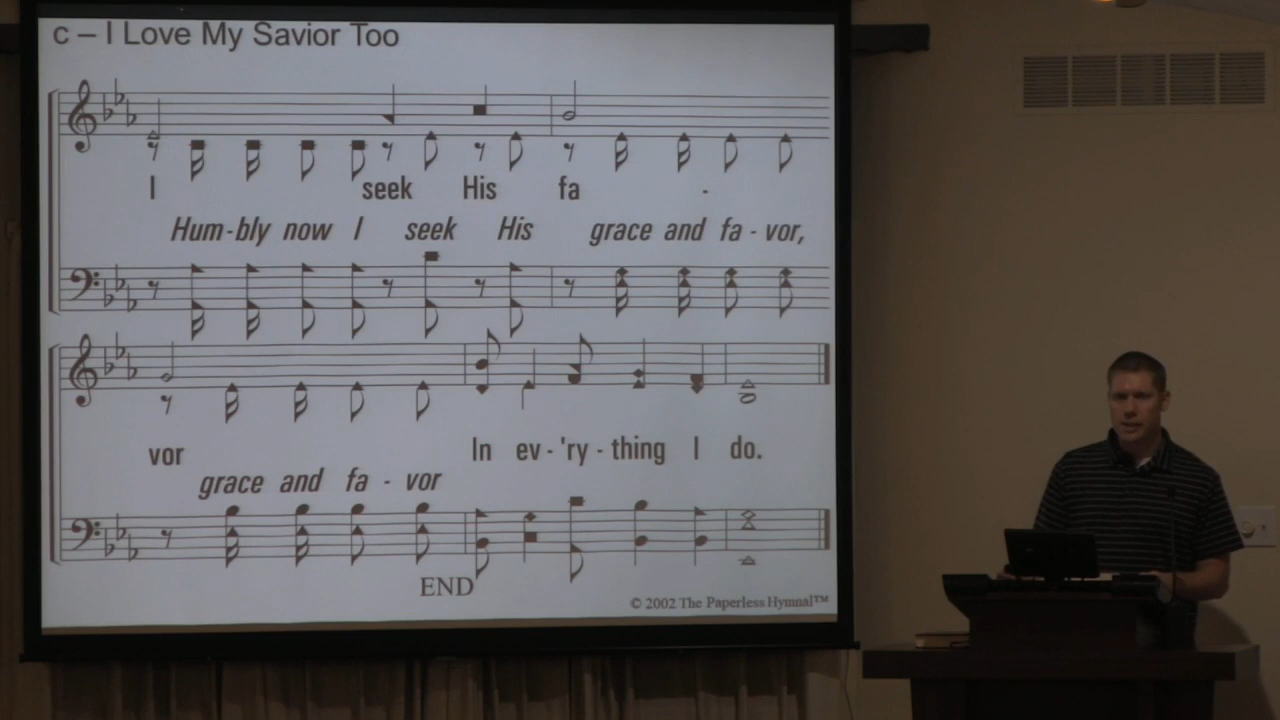 c – I Love My Savior Too
I seek His fa -
Hum-bly now I seek His grace and fa - vor,
vor In ev-'ry-thing I do.
grace and fa - vor
END
© 2002 The Paperless Hymnal™